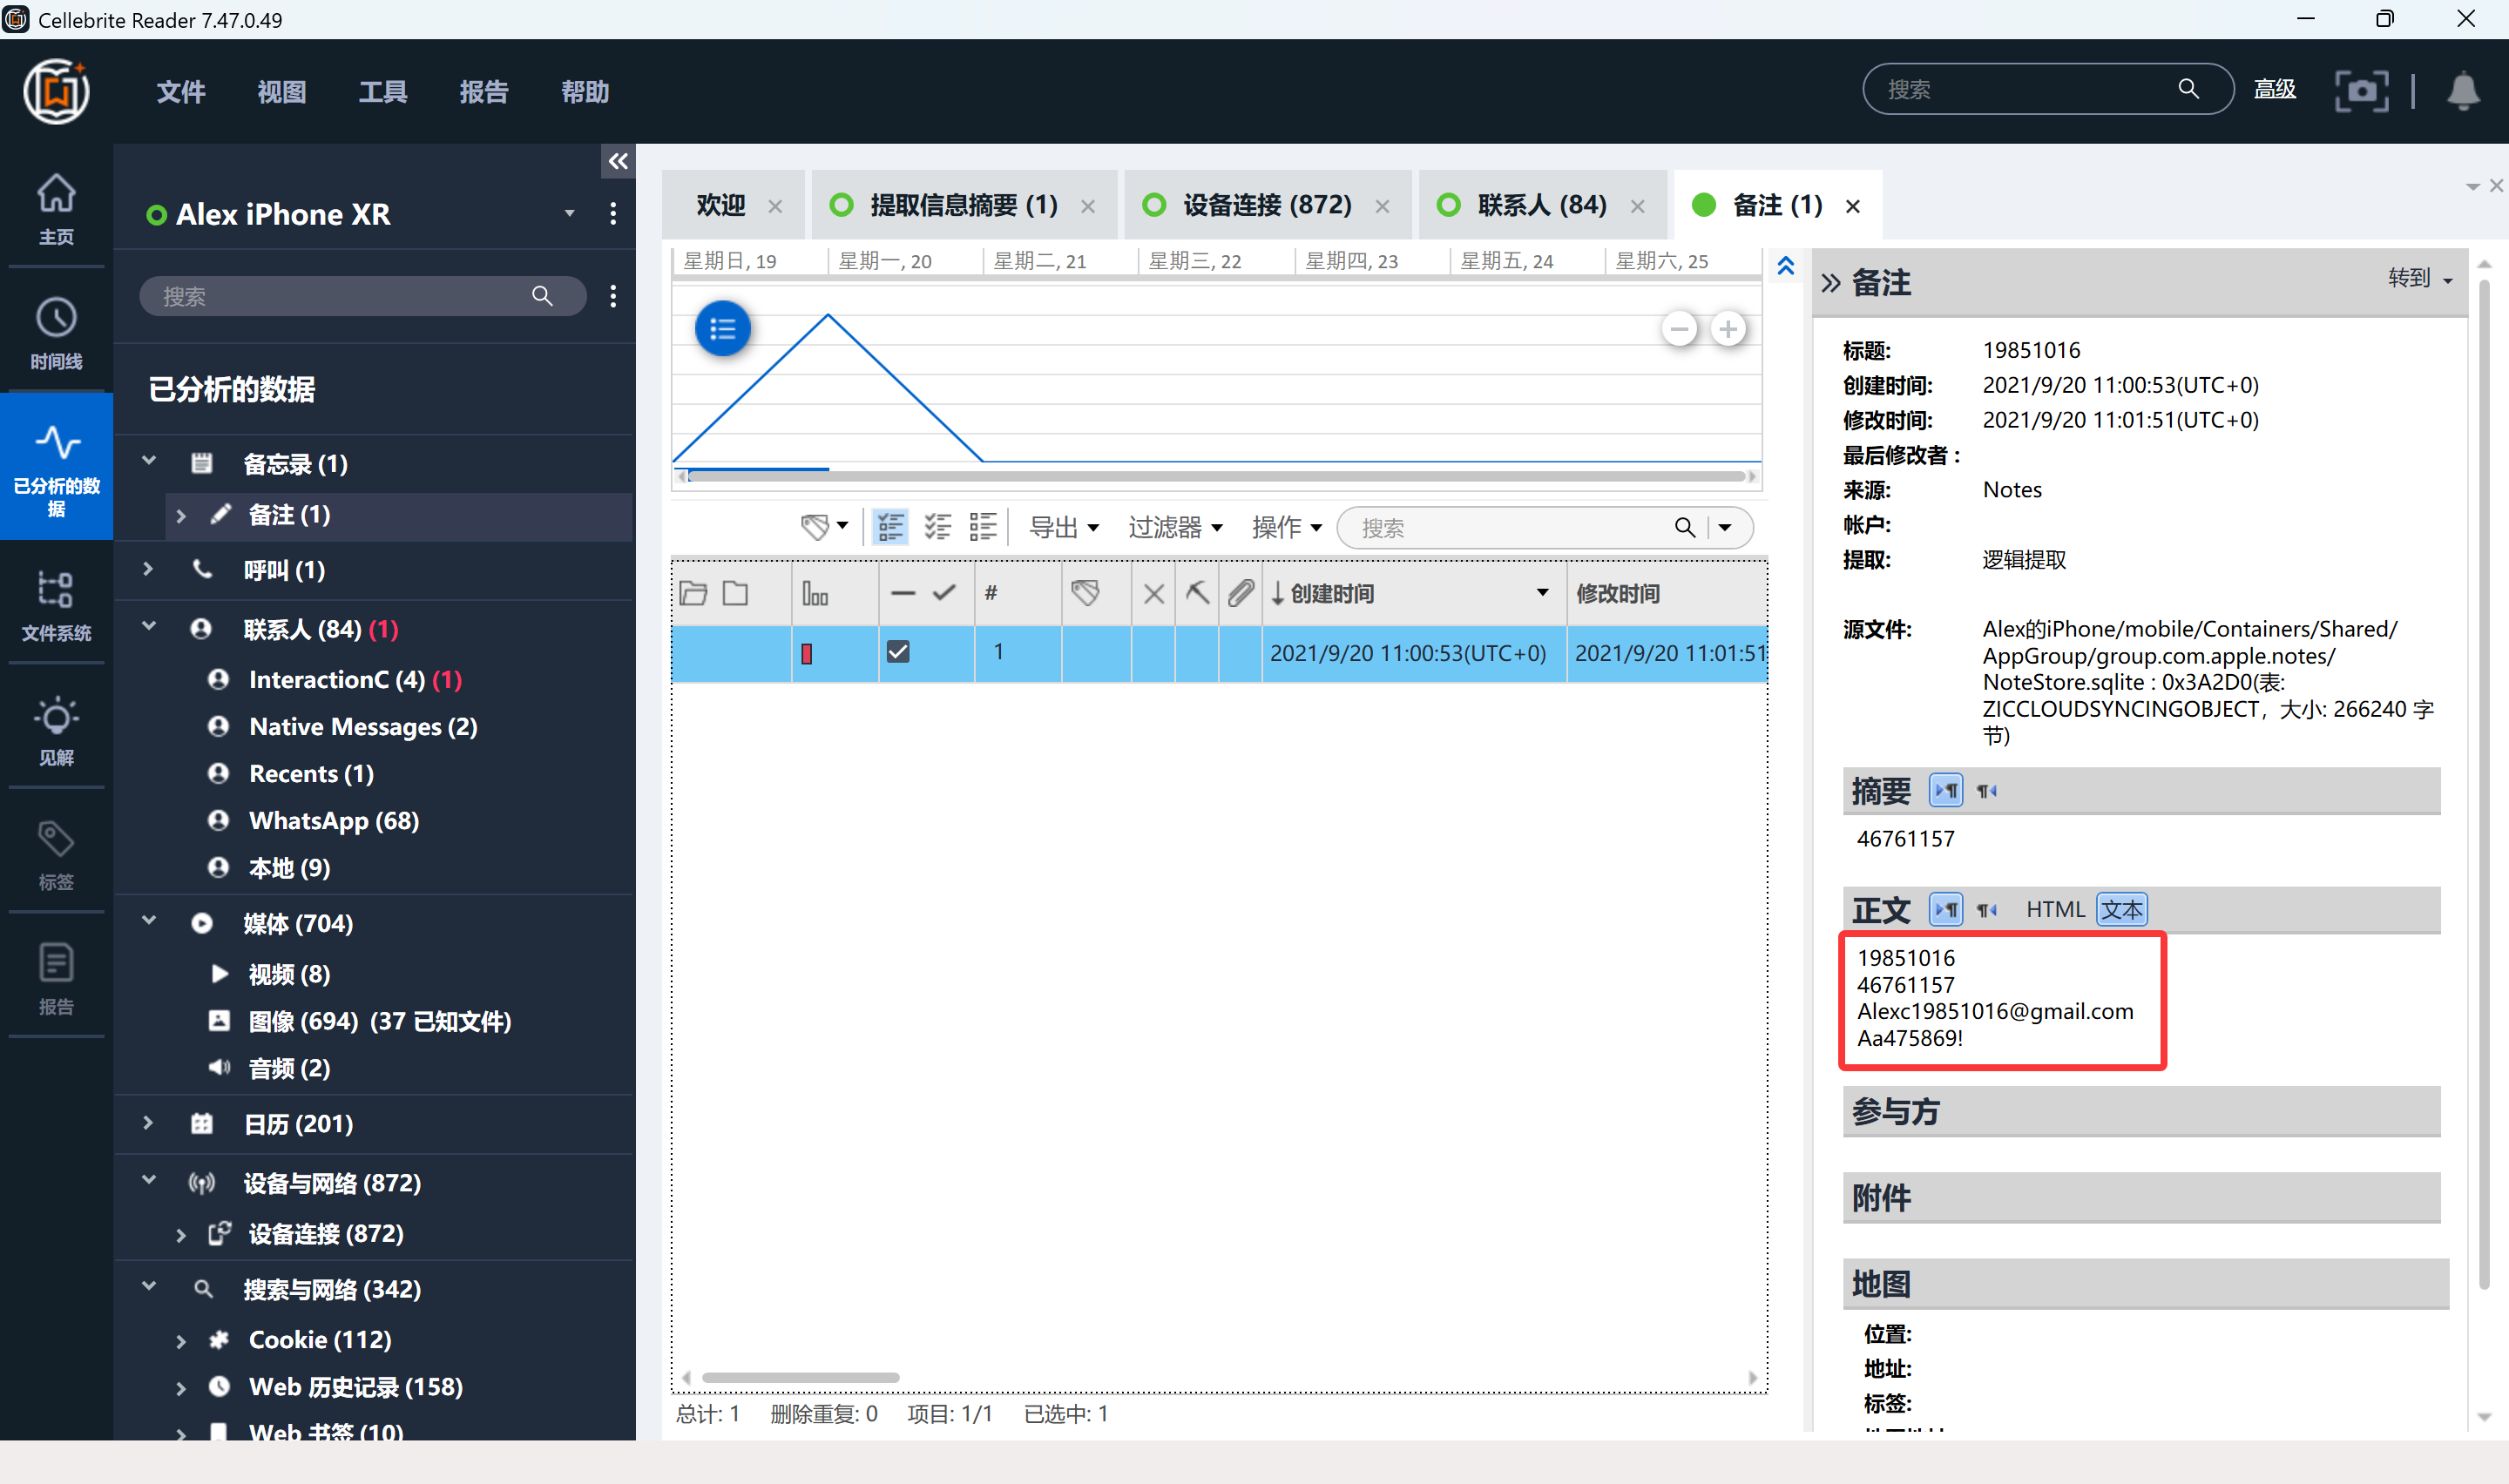 Cellebrite Reader 7.47.0.49
文件 视图 工具 报告 帮助
搜索
高级
主页
时间线
已分析的数据
文件系统
见解
标签
报告
Alex iPhone XR
搜索
已分析的数据
备忘录 (1)
备注 (1)
呼叫 (1)
联系人 (84) (1)
InteractionC (4) (1)
Native Messages (2)
Recents (1)
WhatsApp (68)
本地 (9)
媒体 (704)
视频 (8)
图像 (694) (37 已知文件)
音频 (2)
日历 (201)
设备与网络 (872)
设备连接 (872)
搜索与网络 (342)
Cookie (112)
Web 历史记录 (158)
Web 书签 (10)
欢迎 提取信息摘要 (1) 设备连接 (872) 联系人 (84) 备注 (1)
星期日, 19 星期一, 20 星期二, 21 星期三, 22 星期四, 23 星期五, 24 星期六, 25
导出 过滤器 操作 搜索
# 创建时间 修改时间
1 2021/9/20 11:00:53(UTC+0) 2021/9/20 11:01:51
总计: 1 删除重复: 0 项目: 1/1 已选中: 1
备注 转到
标题: 19851016
创建时间: 2021/9/20 11:00:53(UTC+0)
修改时间: 2021/9/20 11:01:51(UTC+0)
最后修改者 :
来源: Notes
帐户:
提取: 逻辑提取
源文件: Alex的iPhone/mobile/Containers/Shared/
AppGroup/group.com.apple.notes/
NoteStore.sqlite : 0x3A2D0(表:
ZICCLOUDSYNCINGOBJECT，大小: 266240 字
节)
摘要
46761157
正文 HTML 文本
19851016
46761157
Alexc19851016@gmail.com
Aa475869!
参与方
附件
地图
位置:
地址:
标签: